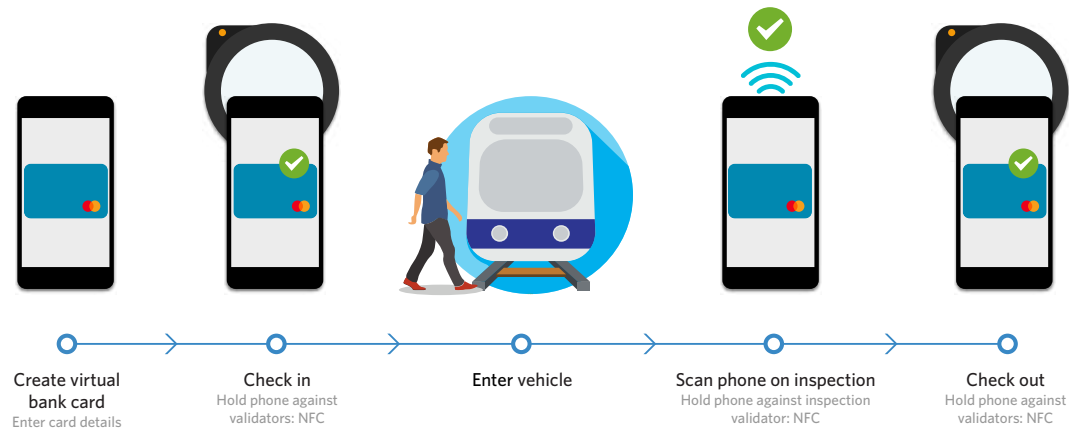 Create virtual
bank card
Enter card details
Check in
Hold phone against
validators: NFC
Enter vehicle
Scan phone on inspection
Hold phone against inspection
validator: NFC
Check out
Hold phone against
validators: NFC